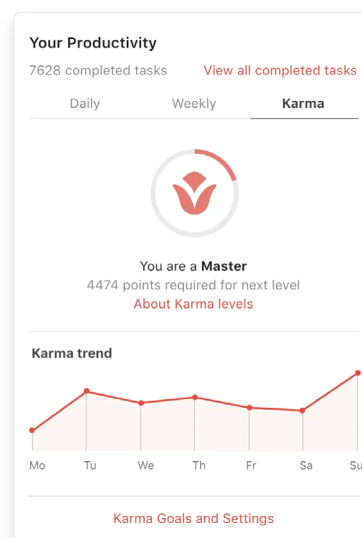 Your Productivity
7628 completed tasks View all completed tasks
Daily Weekly Karma
You are a Master
4474 points required for next level
About Karma levels
Karma trend
Mo Tu We Th Fr Sa Su
Karma Goals and Settings